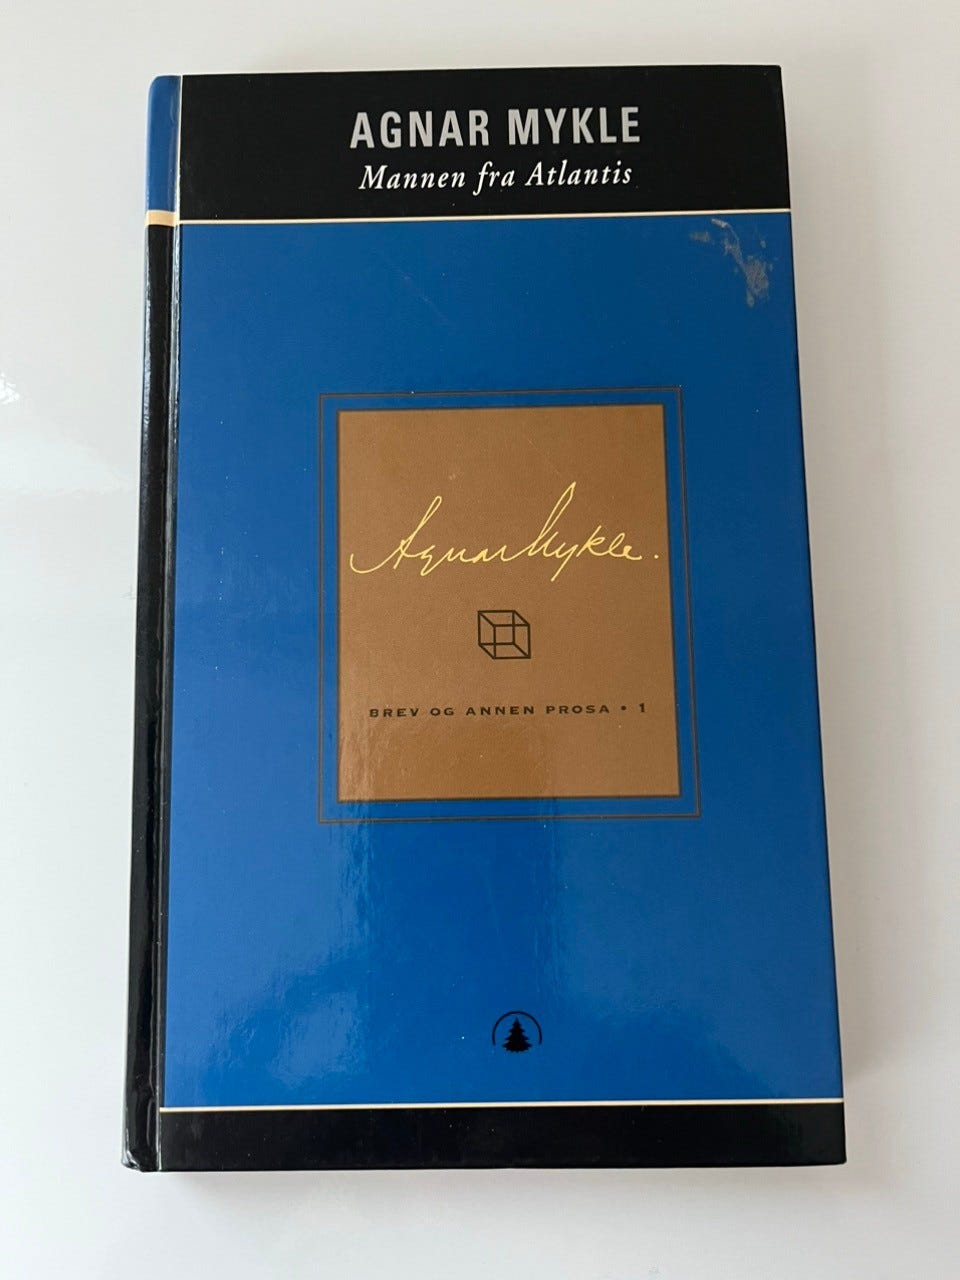 AGNAR MYKLE
Mannen fra Atlantis
Agnar Mykle.
BREV OG ANNEN PROSA • 1